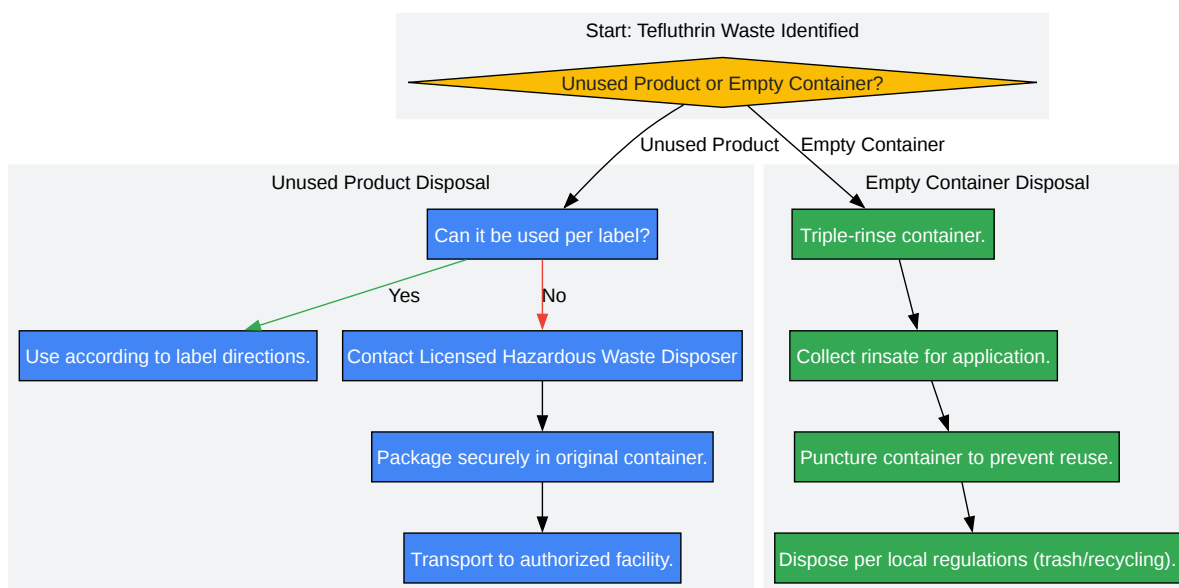 Start: Tefluthrin Waste Identified
Unused Product or Empty Container?
Unused Product
Empty Container
Unused Product Disposal
Can it be used per label?
Yes
No
Use according to label directions.
Contact Licensed Hazardous Waste Disposer
Package securely in original container.
Transport to authorized facility.
Empty Container Disposal
Triple-rinse container.
Collect rinsate for application.
Puncture container to prevent reuse.
Dispose per local regulations (trash/recycling).